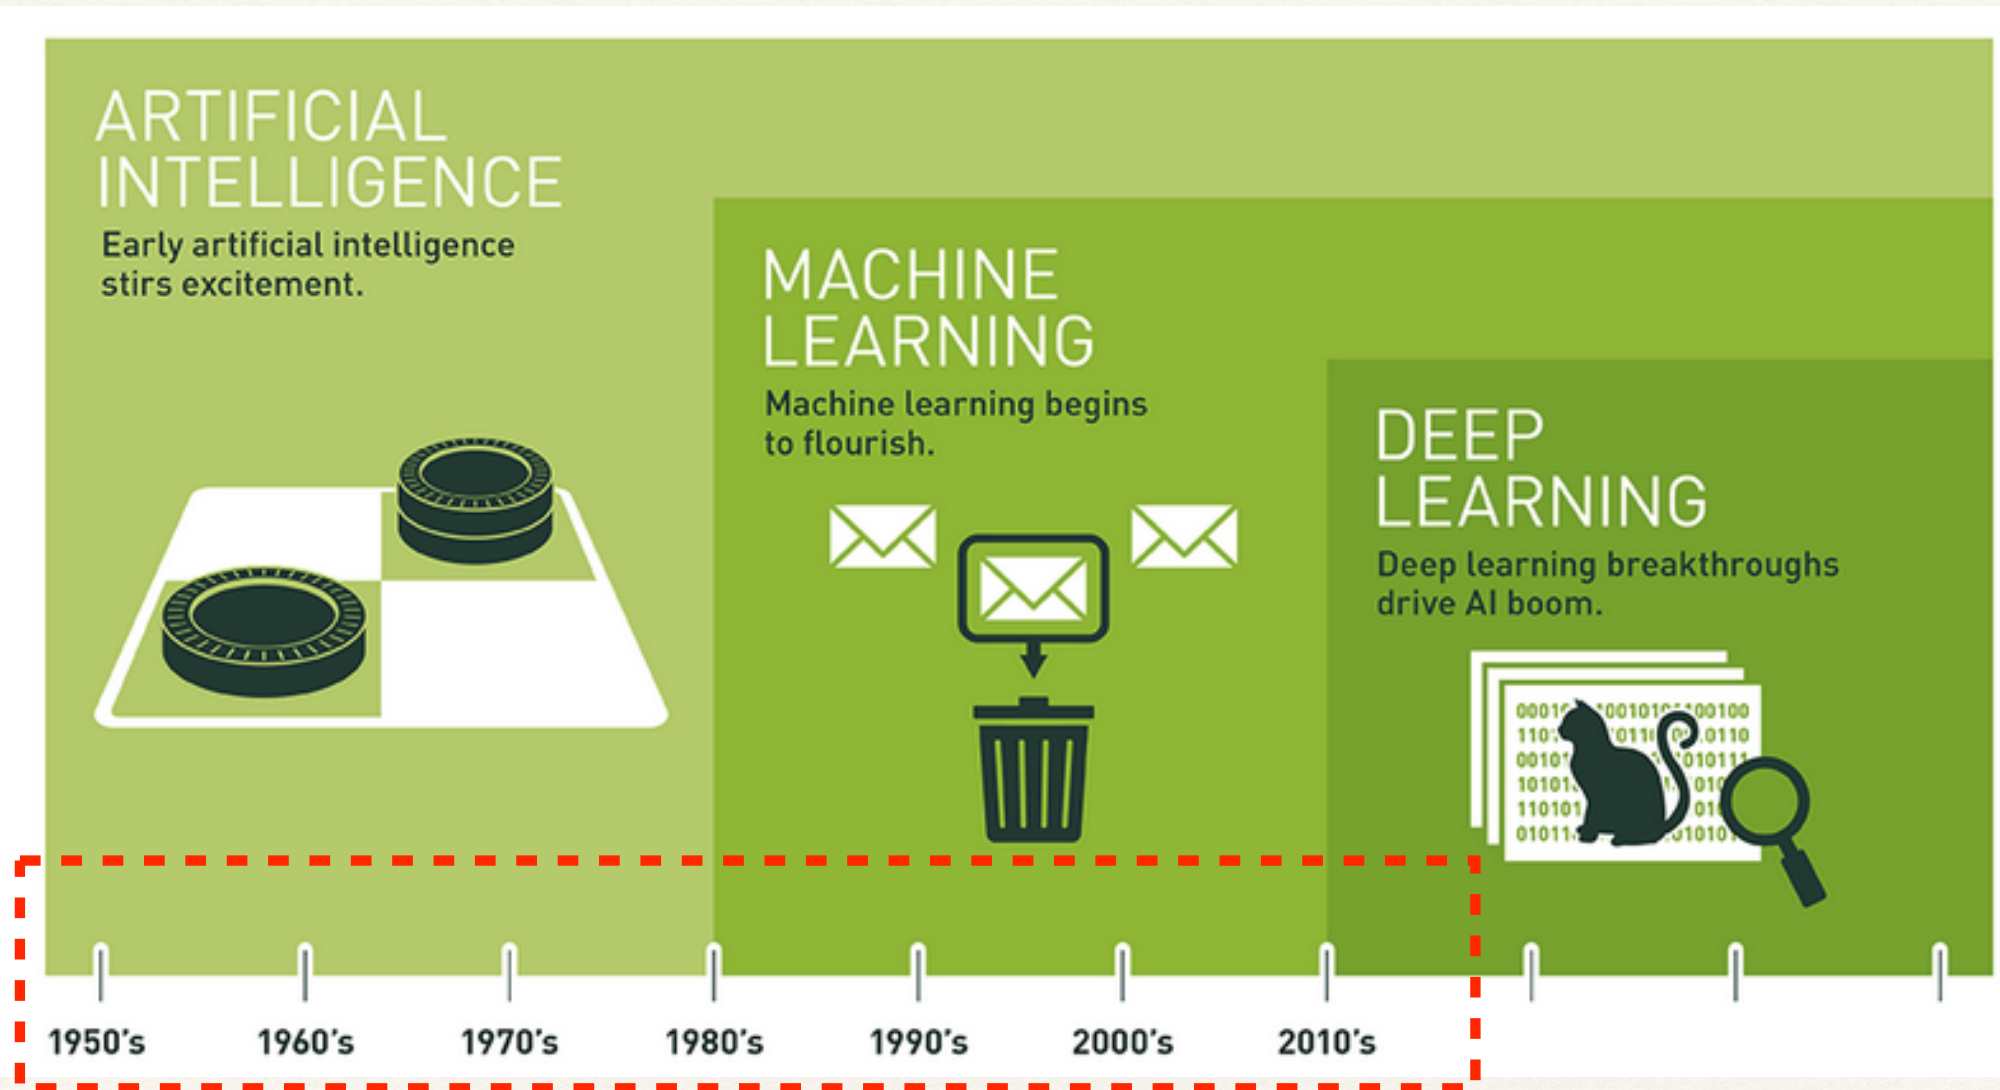 ARTIFICIAL
INTELLIGENCE
Early artificial intelligence
stirs excitement.
MACHINE
LEARNING
Machine learning begins
to flourish.
DEEP
LEARNING
Deep learning breakthroughs
drive AI boom.
1950's
1960's
1970's
1980's
1990's
2000's
2010's